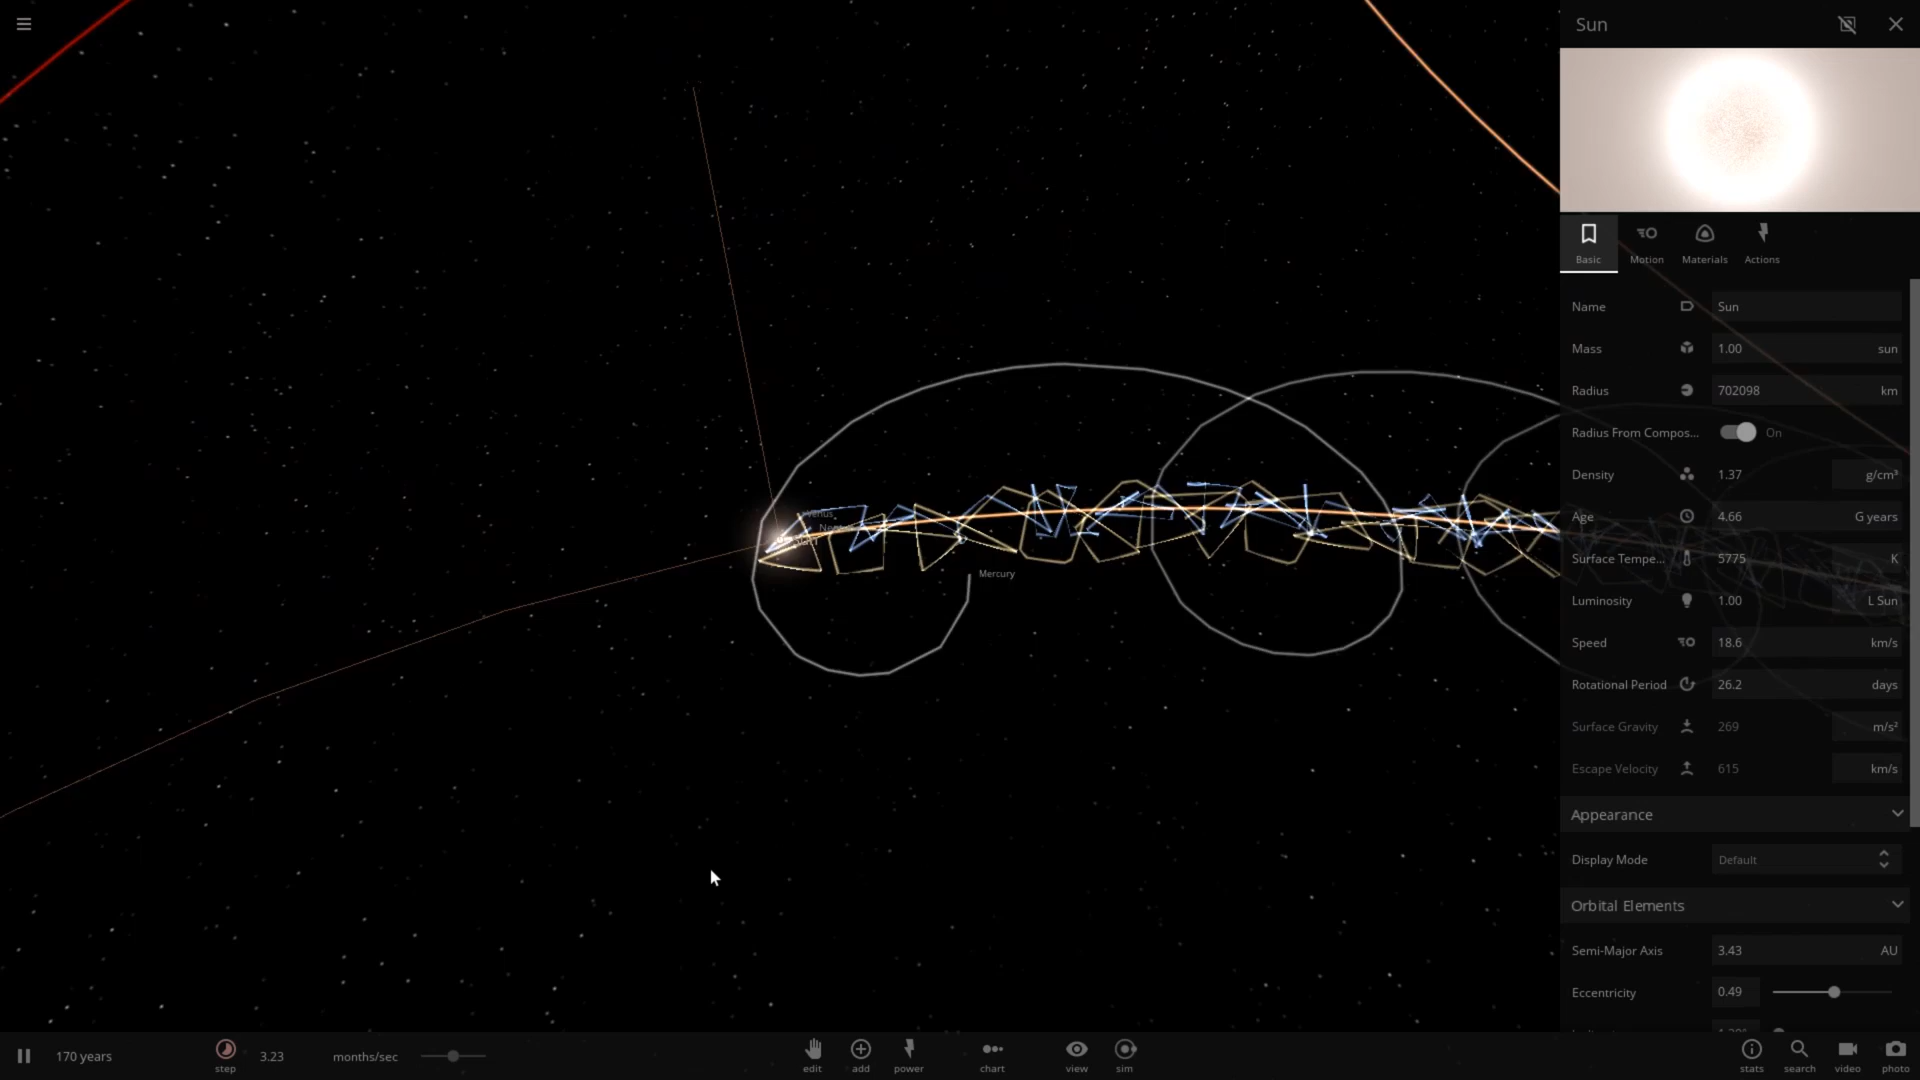 Sun
Basic
Motion
Materials
Actions
Name
Sun
Mass
1.00
sun
Radius
702098
km
Radius From Compos...
On
Density
1.37
g/cm³
Age
4.66
G years
Surface Tempe...
5775
K
Luminosity
1.00
L Sun
Speed
18.6
km/s
Rotational Period
26.2
days
Surface Gravity
269
m/s²
Escape Velocity
615
km/s
Appearance
Display Mode
Default
Orbital Elements
Semi-Major Axis
3.43
AU
Eccentricity
0.49
Venus
Mercury
170 years
step
3.23
months/sec
edit
add
power
chart
view
sim
stats
search
video
photo